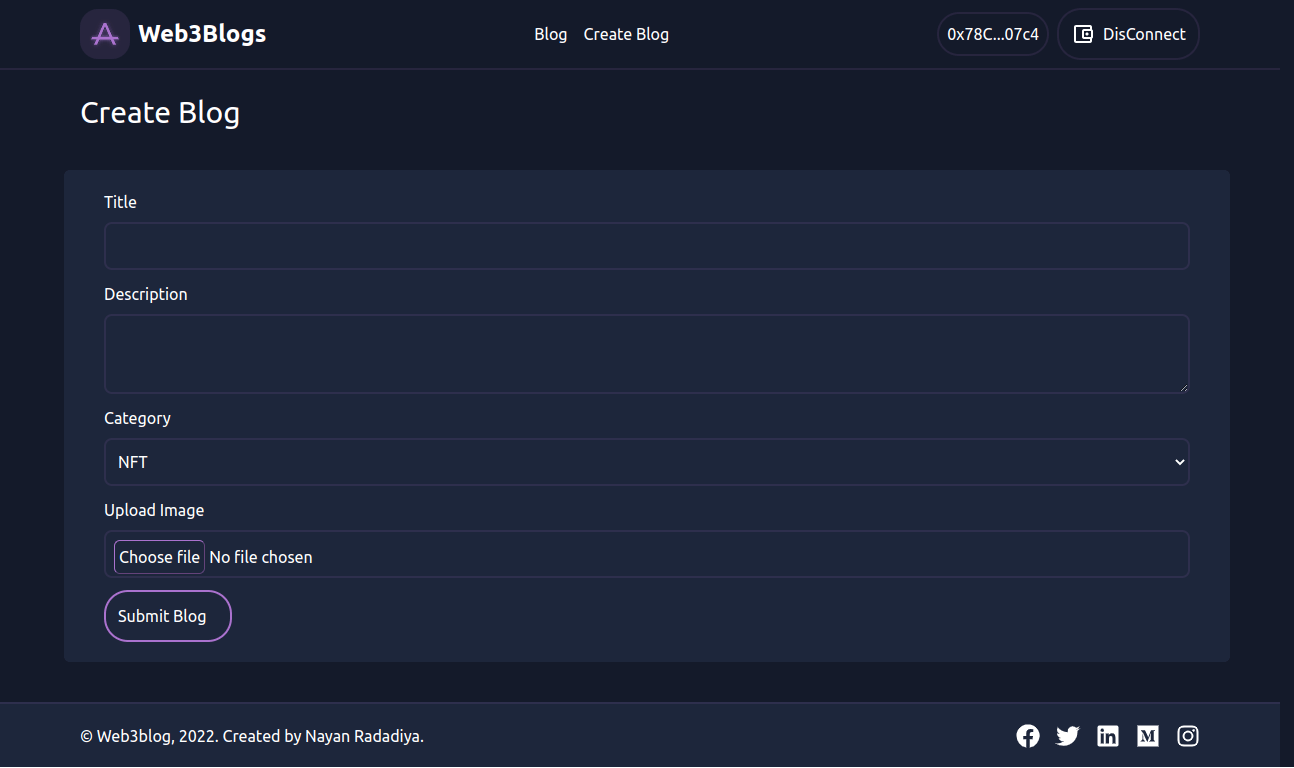 Web3Blogs Blog Create Blog 0x78C...07c4 DisConnect
Create Blog
Title
Description
Category
NFT
Upload Image
Choose file No file chosen
Submit Blog
© Web3blog, 2022. Created by Nayan Radadiya.